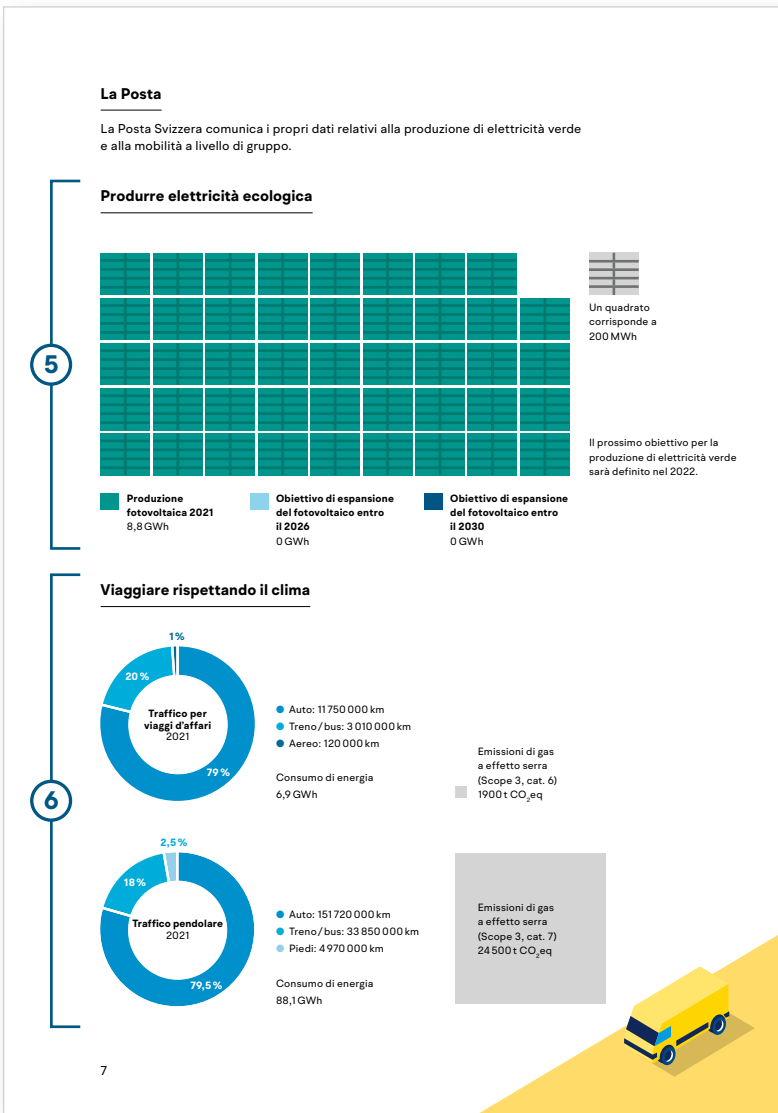 La Posta
La Posta Svizzera comunica i propri dati relativi alla produzione di elettricità verde
e alla mobilità a livello di gruppo.
5
Produrre elettricità ecologica
Un quadrato
corrisponde a
200 MWh
Il prossimo obiettivo per la
produzione di elettricità verde
sarà definito nel 2022.
Produzione
fotovoltaica 2021
8,8 GWh
Obiettivo di espansione
del fotovoltaico entro
il 2026
0 GWh
Obiettivo di espansione
del fotovoltaico entro
il 2030
0 GWh
6
Viaggiare rispettando il clima
1%
20 %
79 %
Traffico per
viaggi d'affari
2021
Auto: 11 750 000 km
Treno/bus: 3 010 000 km
Aereo: 120 000 km
Consumo di energia
6,9 GWh
Emissioni di gas
a effetto serra
(Scope 3, cat. 6)
1900 t CO₂eq
2,5 %
18 %
79,5 %
Traffico pendolare
2021
Auto: 151 720 000 km
Treno/bus: 33 850 000 km
Piedi: 4 970 000 km
Consumo di energia
88,1 GWh
Emissioni di gas
a effetto serra
(Scope 3, cat. 7)
24 500 t CO₂eq
7